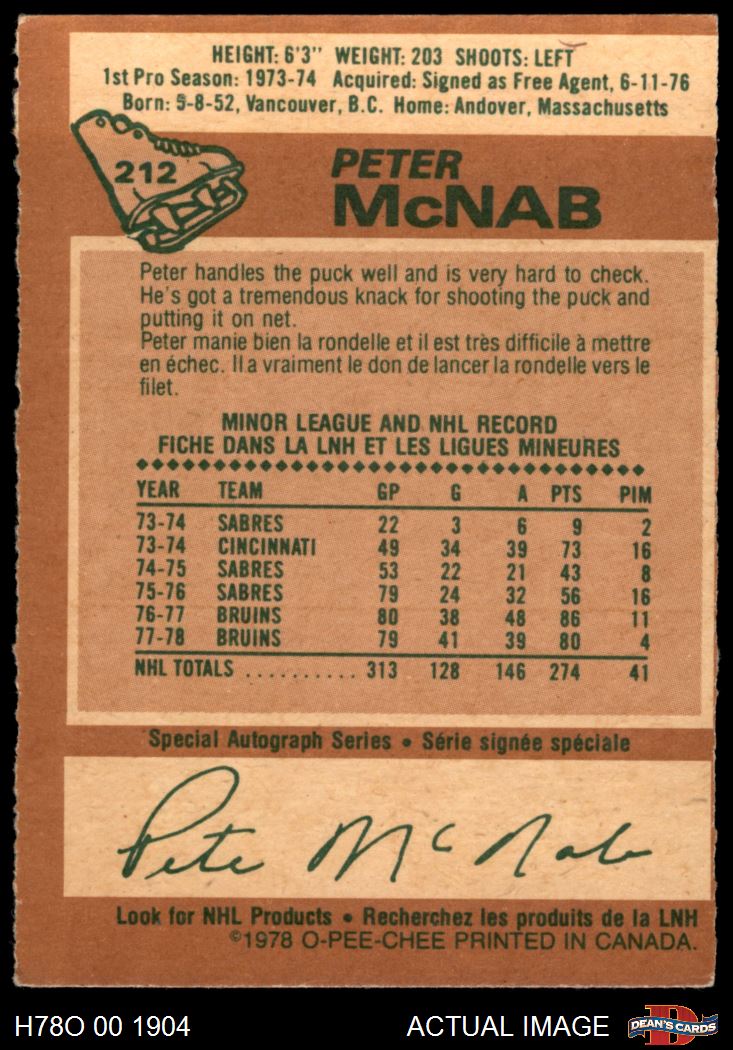 HEIGHT: 6'3" WEIGHT: 203 SHOOTS: LEFT
1st Pro Season: 1973-74 Acquired: Signed as Free Agent, 6-11-76
Born: 5-8-52, Vancouver, B.C. Home: Andover, Massachusetts
212
PETER
McNAB
Peter handles the puck well and is very hard to check.
He's got a tremendous knack for shooting the puck and
putting it on net.
Peter manie bien la rondelle et il est très difficile à mettre
en échec. Il a vraiment le don de lancer la rondelle vers le
filet.
MINOR LEAGUE AND NHL RECORD
FICHE DANS LA LNH ET LES LIGUES MINEURES
YEAR TEAM GP G A PTS PIM
73-74 SABRES 22 3 6 9 2
73-74 CINCINNATI 49 34 39 73 16
74-75 SABRES 53 22 21 43 8
75-76 SABRES 79 24 32 56 16
76-77 BRUINS 80 38 48 86 11
77-78 BRUINS 79 41 39 80 4
NHL TOTALS .......... 313 128 146 274 41
Special Autograph Series • Série signée spéciale
Pete McNab
Look for NHL Products • Recherchez les produits de la LNH
©1978 O-PEE-CHEE PRINTED IN CANADA.
H78O 00 1904 ACTUAL IMAGE D DEAN'S CARDS